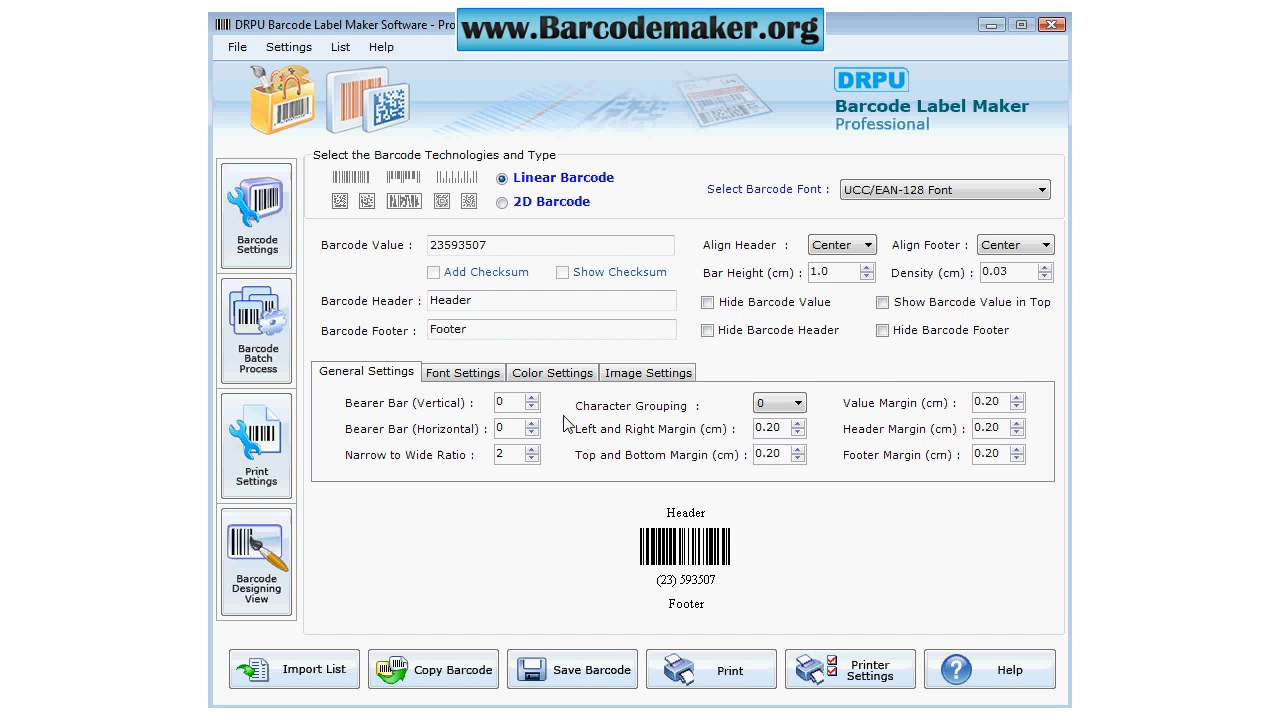 DRPU Barcode Label Maker Software - Pro
www.Barcodemaker.org
File Settings List Help
DRPU
Barcode Label Maker
Professional
Select the Barcode Technologies and Type
Linear Barcode
2D Barcode
Select Barcode Font : UCC/EAN-128 Font
Barcode Settings
Barcode Batch Process
Print Settings
Barcode Designing View
Barcode Value : 23593507
Align Header : Center Align Footer : Center
Add Checksum Show Checksum
Bar Height (cm) : 1.0 Density (cm) : 0.03
Barcode Header : Header
Hide Barcode Value Show Barcode Value in Top
Barcode Footer : Footer
Hide Barcode Header Hide Barcode Footer
General Settings Font Settings Color Settings Image Settings
Bearer Bar (Vertical) : 0 Character Grouping : 0 Value Margin (cm) : 0.20
Bearer Bar (Horizontal) : 0 Left and Right Margin (cm) : 0.20 Header Margin (cm) : 0.20
Narrow to Wide Ratio : 2 Top and Bottom Margin (cm) : 0.20 Footer Margin (cm) : 0.20
Header
(23) 593507
Footer
Import List Copy Barcode Save Barcode Print Printer Settings Help